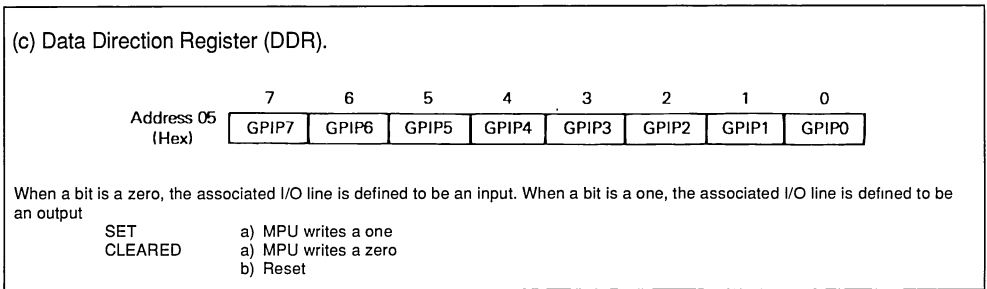 (c) Data Direction Register (DDR).
7 6 5 4 3 2 1 0
Address 05
(Hex)
GPIP7 GPIP6 GPIP5 GPIP4 GPIP3 GPIP2 GPIP1 GPIP0
When a bit is a zero, the associated I/O line is defined to be an input. When a bit is a one, the associated I/O line is defined to be
an output
SET a) MPU writes a one
CLEARED a) MPU writes a zero
b) Reset